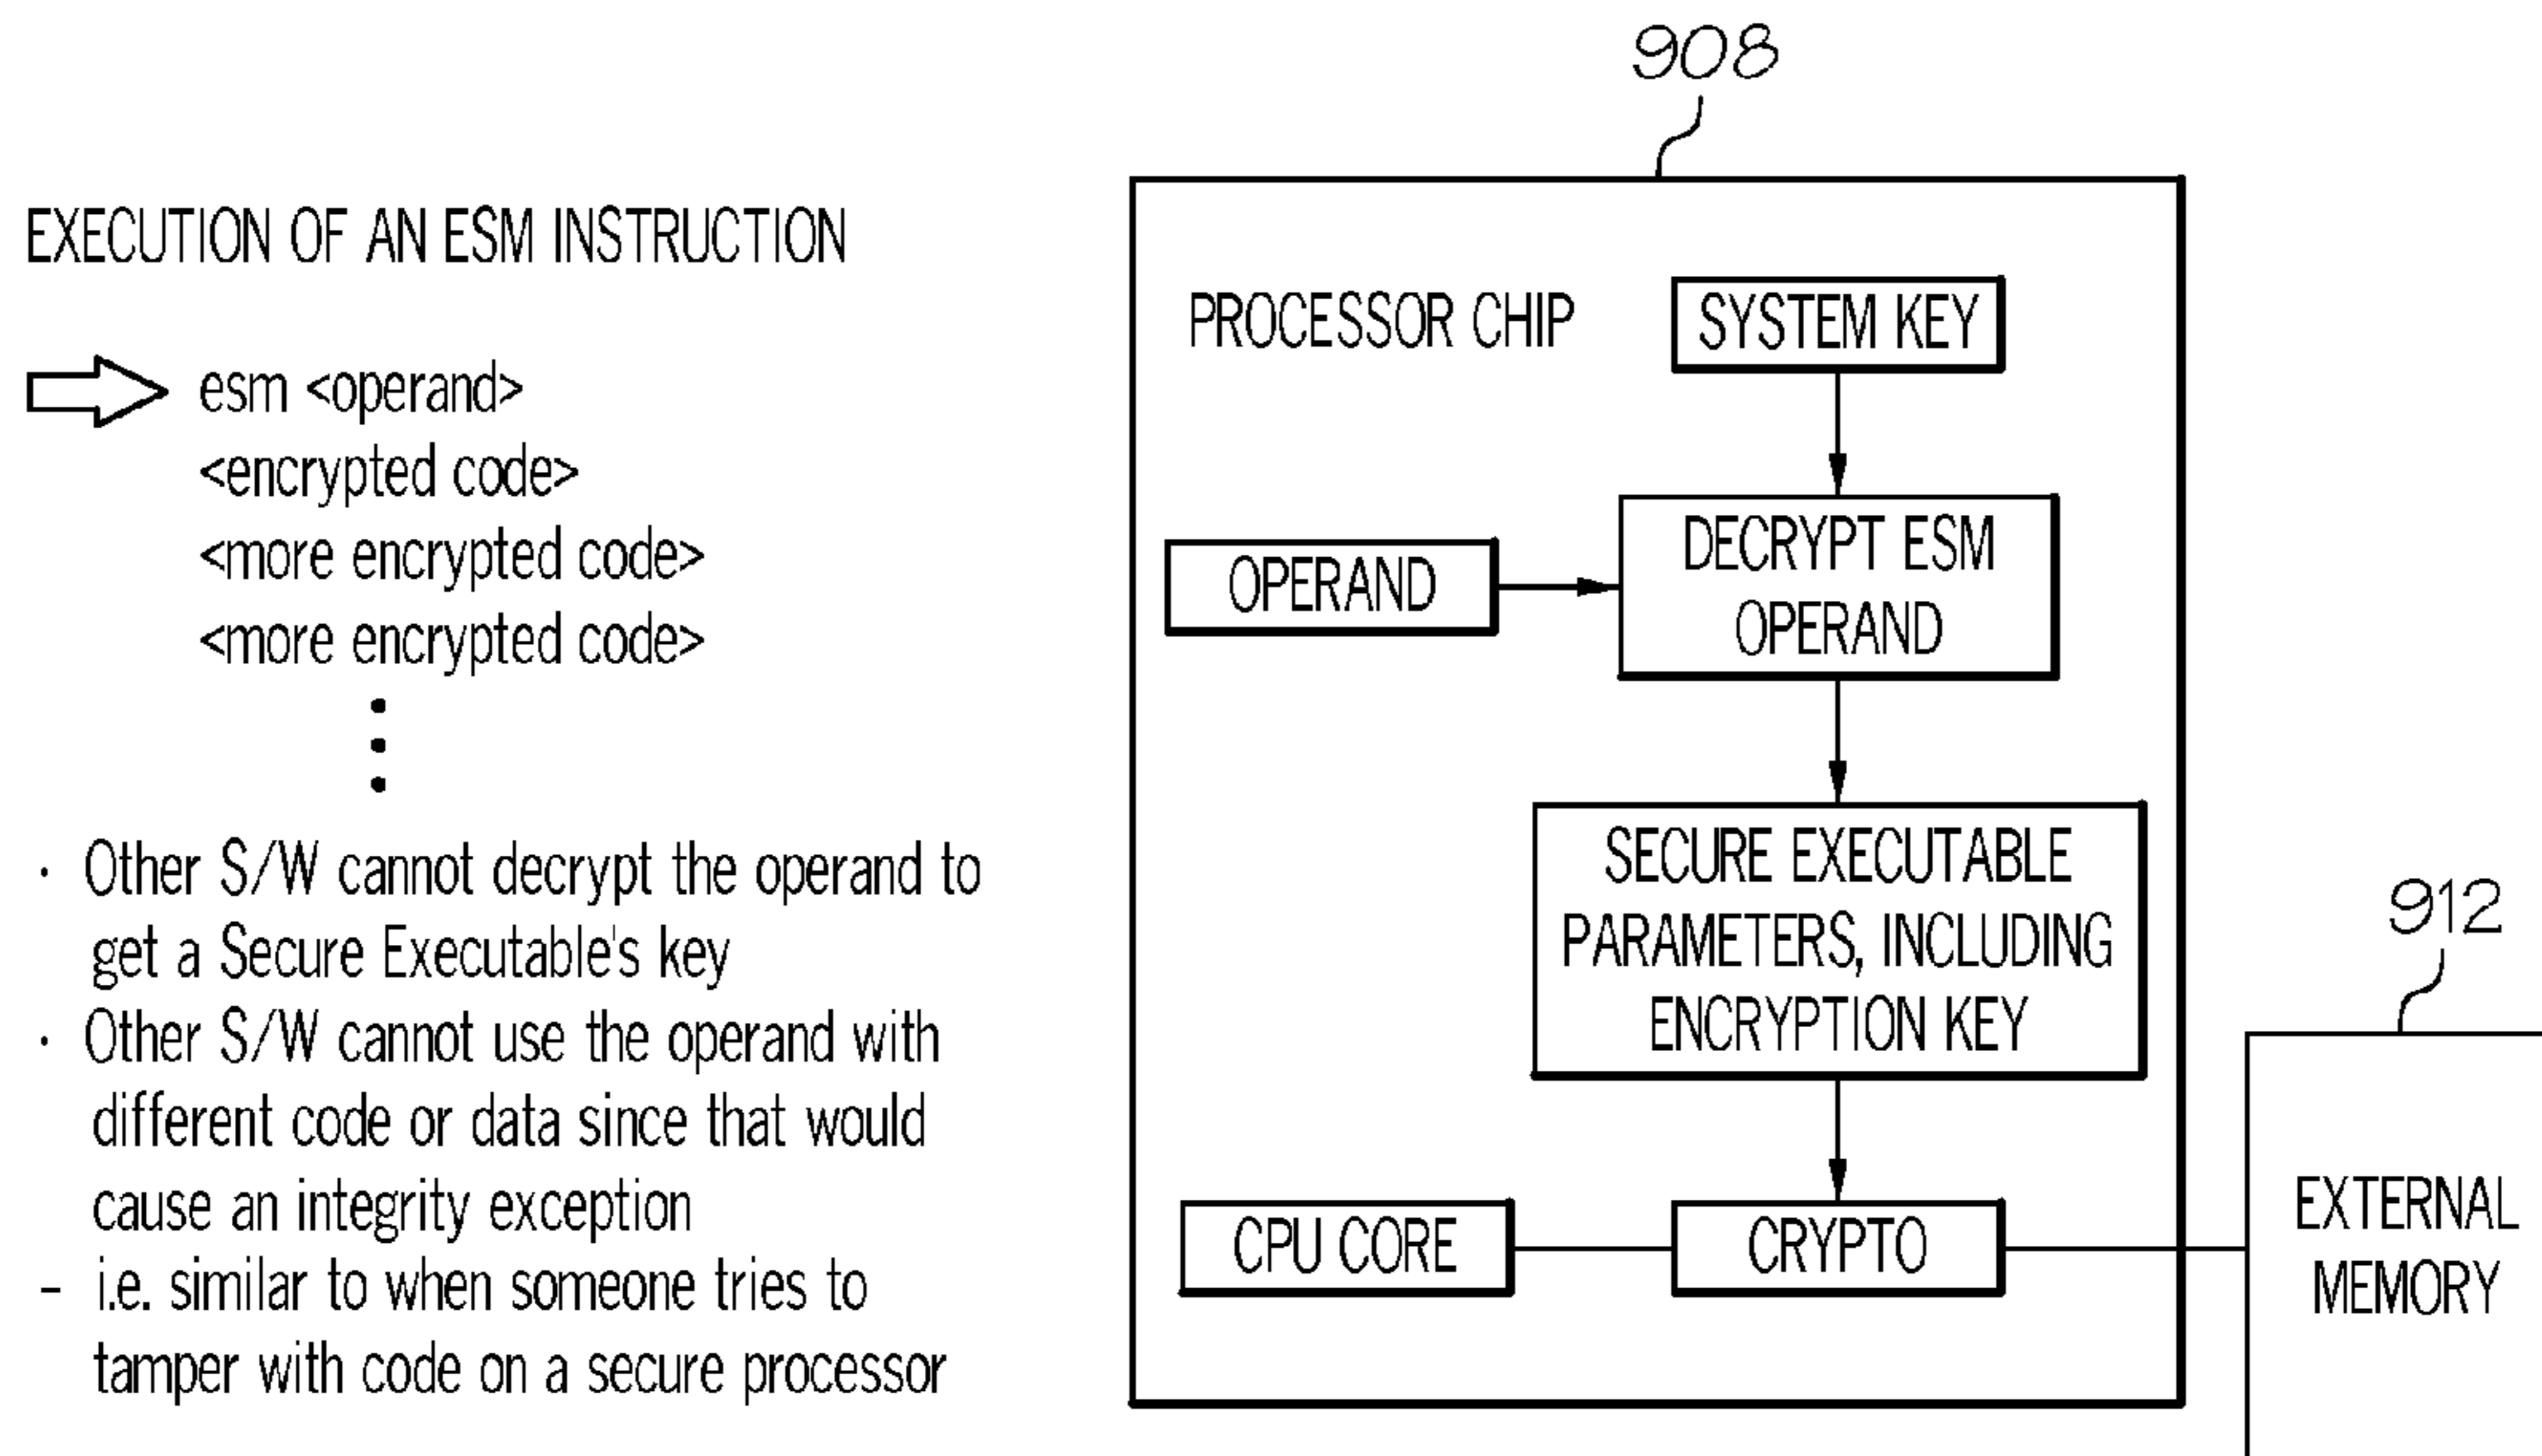 908
EXECUTION OF AN ESM INSTRUCTION
esm <operand>
<encrypted code>
<more encrypted code>
<more encrypted code>
· Other S/W cannot decrypt the operand to
get a Secure Executable's key
· Other S/W cannot use the operand with
different code or data since that would
cause an integrity exception
- i.e. similar to when someone tries to
tamper with code on a secure processor
PROCESSOR CHIP
SYSTEM KEY
OPERAND
DECRYPT ESM
OPERAND
SECURE EXECUTABLE
PARAMETERS, INCLUDING
ENCRYPTION KEY
CPU CORE
CRYPTO
912
EXTERNAL
MEMORY